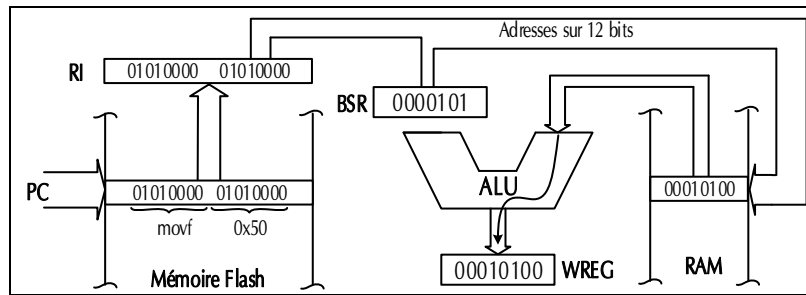 Adresses sur 12 bits
RI
01010000 01010000
BSR
0000101
PC
01010000 01010000
movf 0x50
ALU
00010100
Mémoire Flash
00010100
WREG
RAM